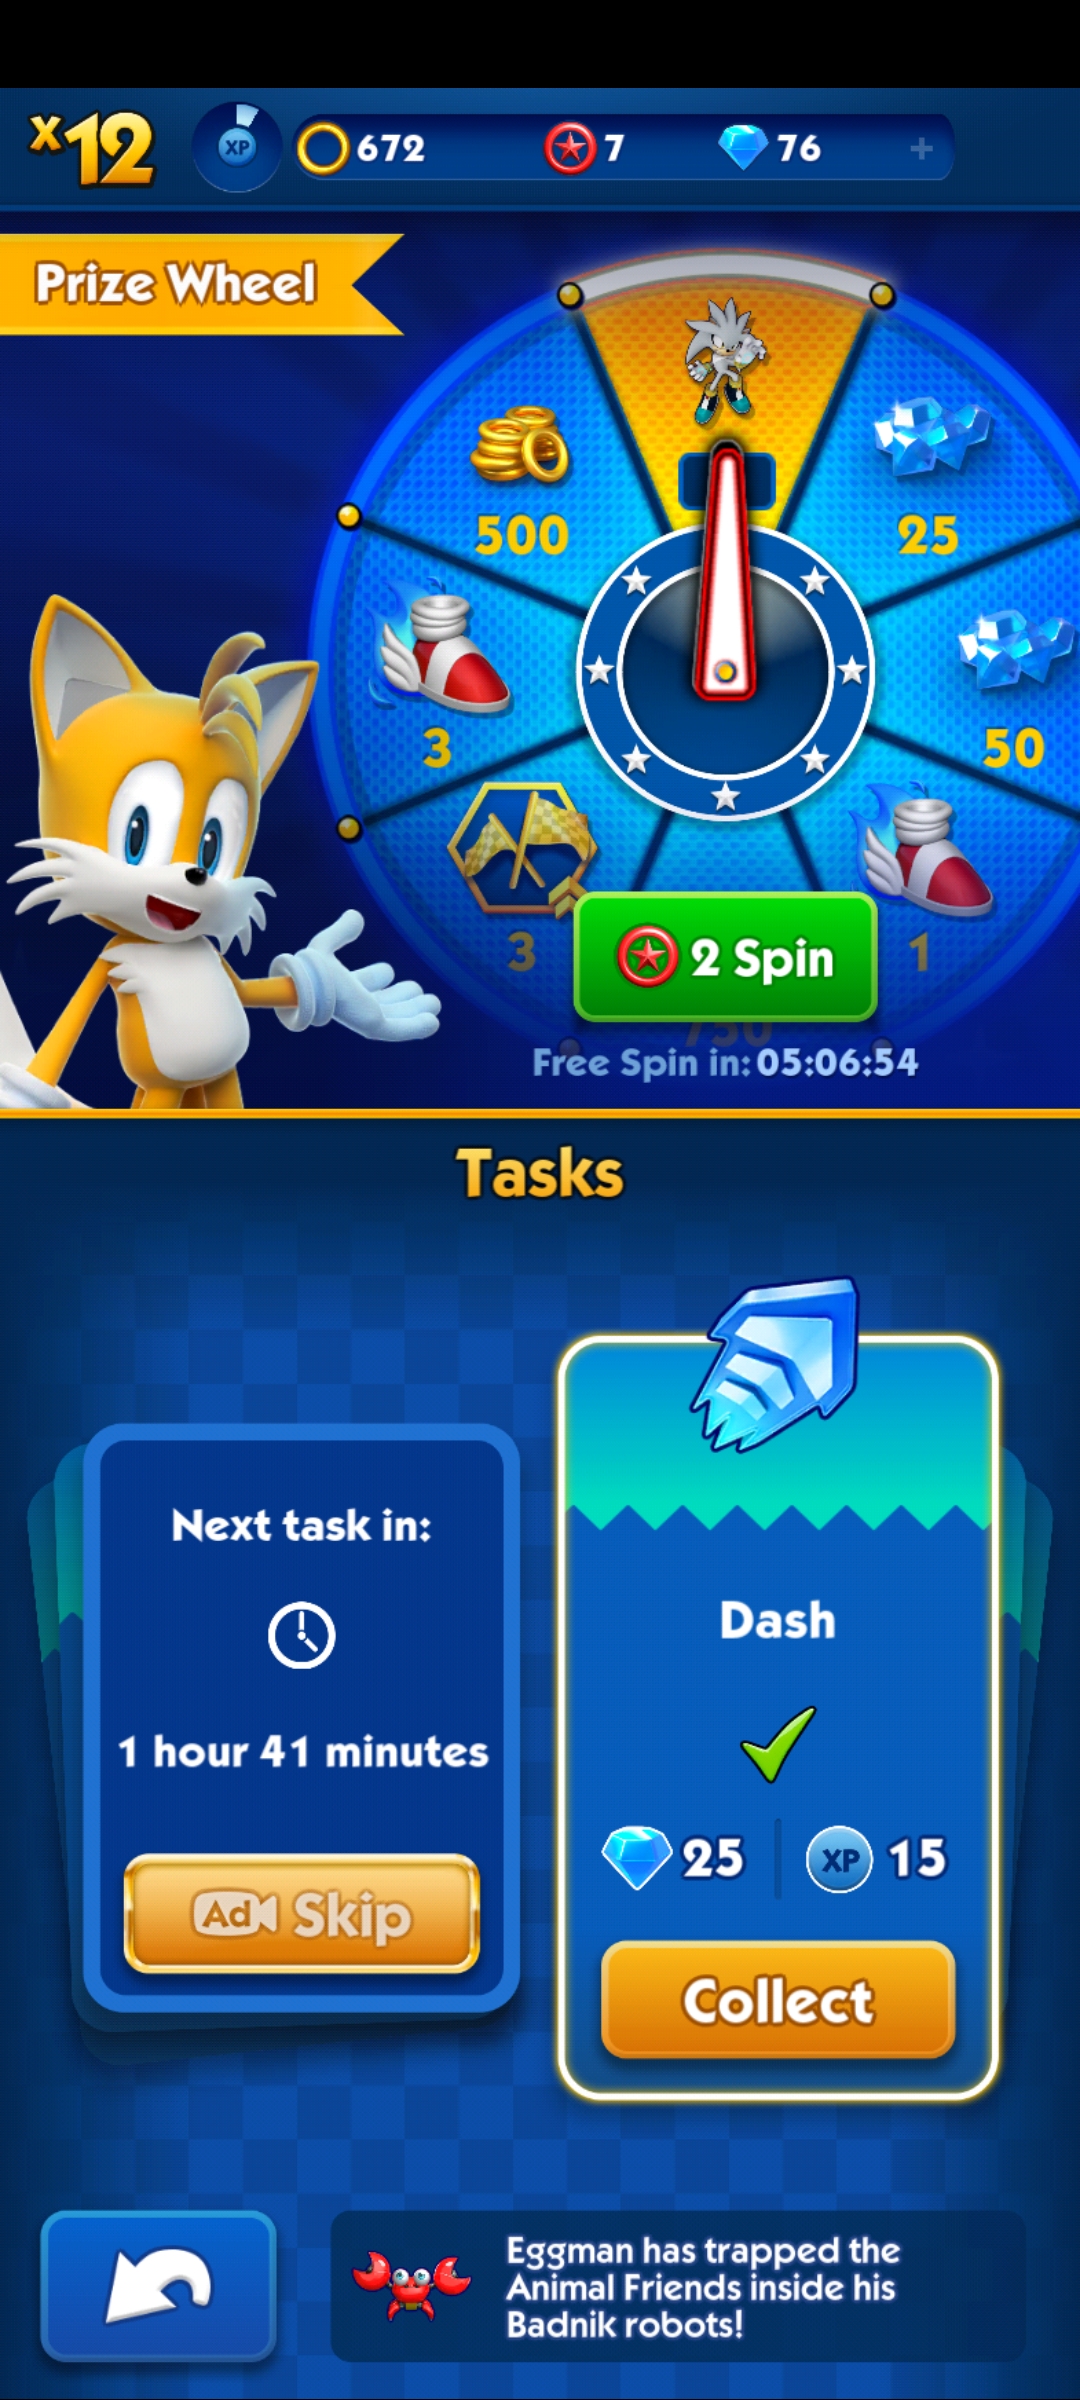 x12
XP
672
7
76
+
Prize Wheel
500
25
3
50
3
1
2 Spin
750
Free Spin in: 05:06:54
Tasks
Next task in:
1 hour 41 minutes
Ad Skip
Dash
25
XP 15
Collect
Eggman has trapped the
Animal Friends inside his
Badnik robots!